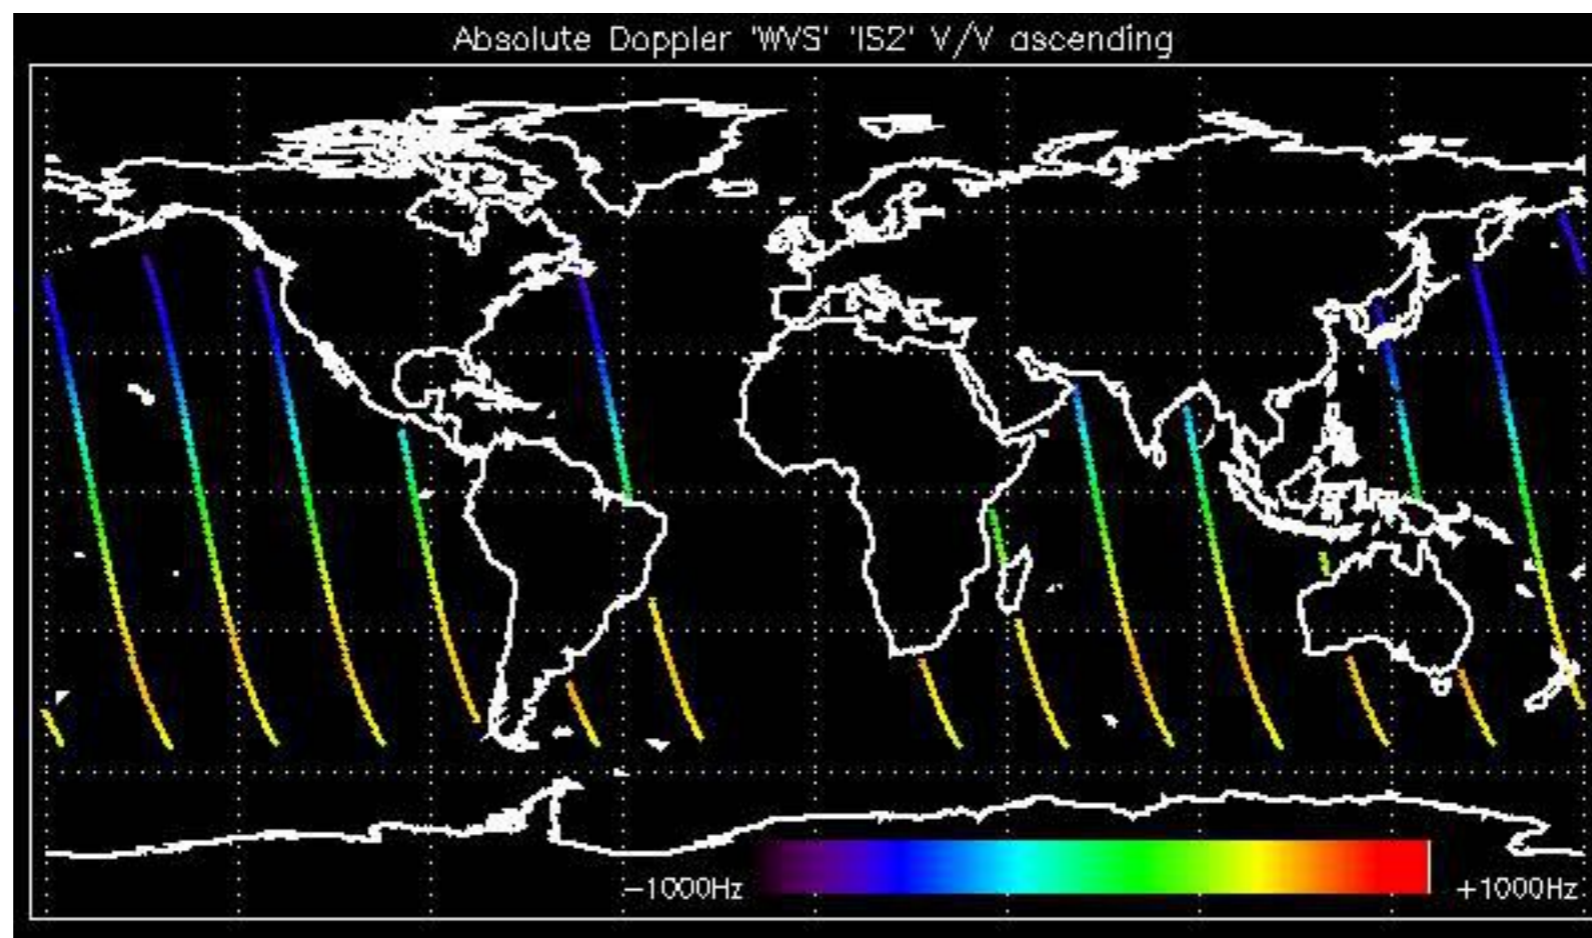 Absolute Doppler 'WVS' 'IS2' V/V ascending
-1000Hz +1000Hz